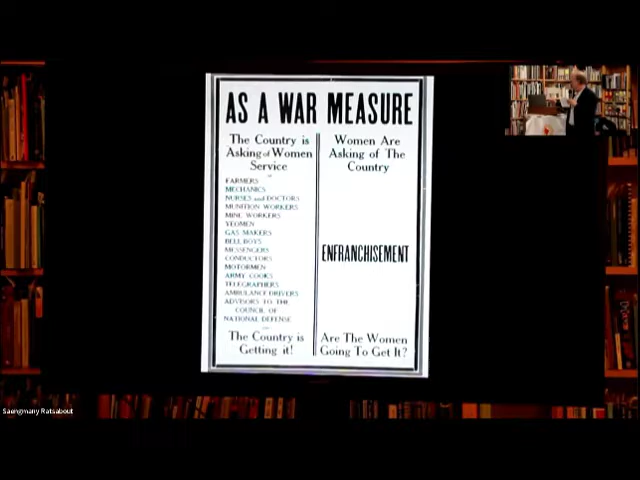 AS A WAR MEASURE
The Country is
Asking of Women
Service
FARMERS
MECHANICS
NURSES and DOCTORS
MUNITION WORKERS
MINE WORKERS
YEOMEN
GAS MAKERS
BELL BOYS
MESSENGERS
CONDUCTORS
MOTORMEN
ARMY COOKS
TELEGRAPHERS
AMBULANCE DRIVERS
ADVISORS TO THE
COUNCIL OF
NATIONAL DEFENSE
The Country is
Getting it!
Women Are
Asking of The
Country
ENFRANCHISEMENT
Are The Women
Going To Get It?
Saengmany Ratsabout